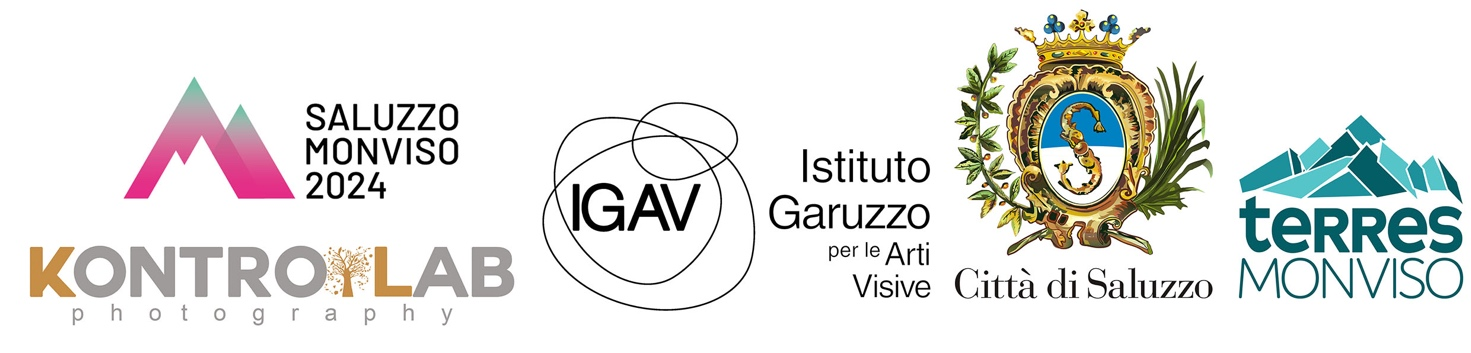 SALUZZO
MONVISO
2024
KONTROLAB
photography
IGAV
Istituto
Garuzzo
per le Arti
Visive
Città di Saluzzo
terres
MONVISO